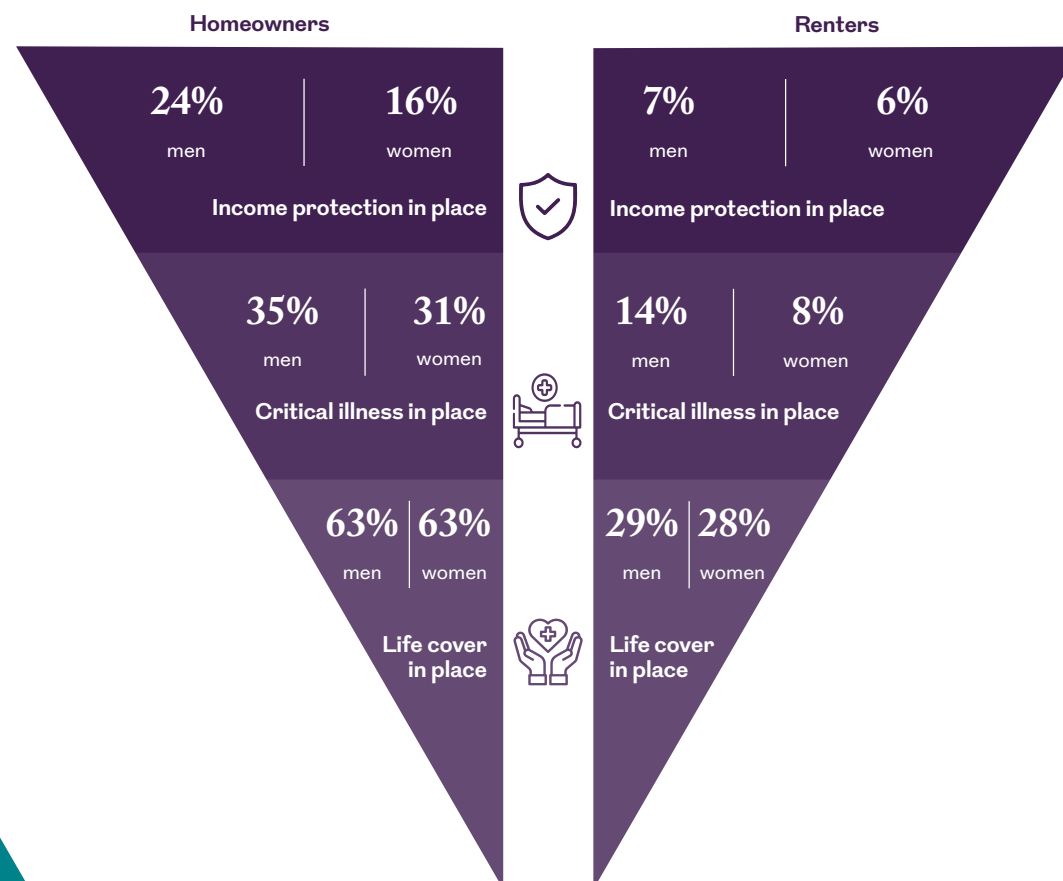 Homeowners
24% 16%
men women
Income protection in place
35% 31%
men women
Critical illness in place
63% 63%
men women
Life cover
in place
Renters
7% 6%
men women
Income protection in place
14% 8%
men women
Critical illness in place
29% 28%
men women
Life cover
in place